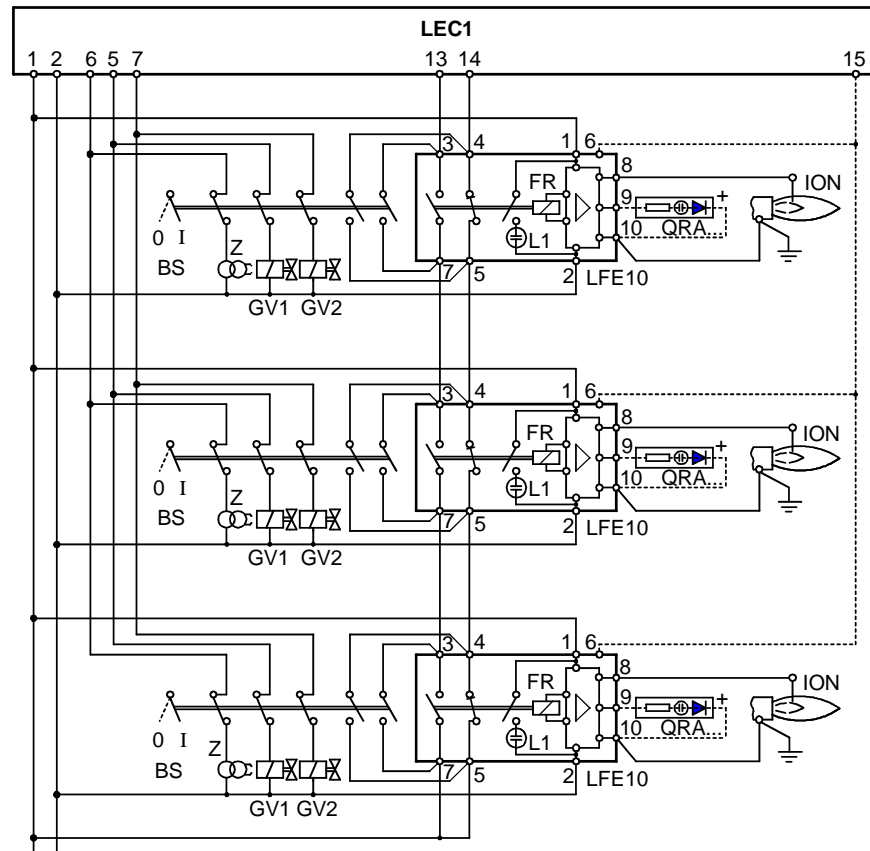 LEC1
1 2 6 5 7 13 14 15
3 4 1 6
8
FR ION
9 +
0 I Z L1 10 QRA...
BS 7 5 2 LFE10
GV1 GV2
3 4 1 6
8
FR ION
9 +
0 I Z L1 10 QRA...
BS 7 5 2 LFE10
GV1 GV2
3 4 1 6
8
FR ION
9 +
0 I Z L1 10 QRA...
BS 7 5 2 LFE10
GV1 GV2